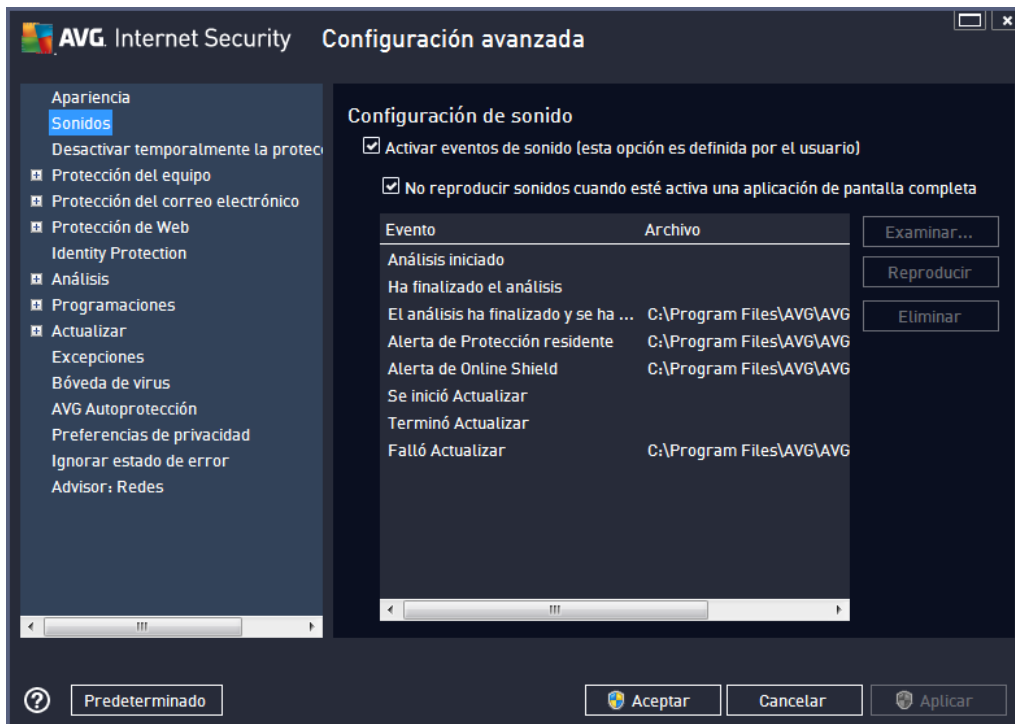 AVG. Internet Security Configuración avanzada
Apariencia
Sonidos
Desactivar temporalmente la protec
Protección del equipo
Protección del correo electrónico
Protección de Web
Identity Protection
Análisis
Programaciones
Actualizar
Excepciones
Bóveda de virus
AVG Autoprotección
Preferencias de privacidad
Ignorar estado de error
Advisor: Redes
Configuración de sonido
Activar eventos de sonido (esta opción es definida por el usuario)
No reproducir sonidos cuando esté activa una aplicación de pantalla completa
Evento Archivo
Análisis iniciado
Ha finalizado el análisis
El análisis ha finalizado y se ha ... C:\Program Files\AVG\AVG
Alerta de Protección residente C:\Program Files\AVG\AVG
Alerta de Online Shield C:\Program Files\AVG\AVG
Se inició Actualizar
Terminó Actualizar
Falló Actualizar C:\Program Files\AVG\AVG
Examinar...
Reproducir
Eliminar
Predeterminado Aceptar Cancelar Aplicar